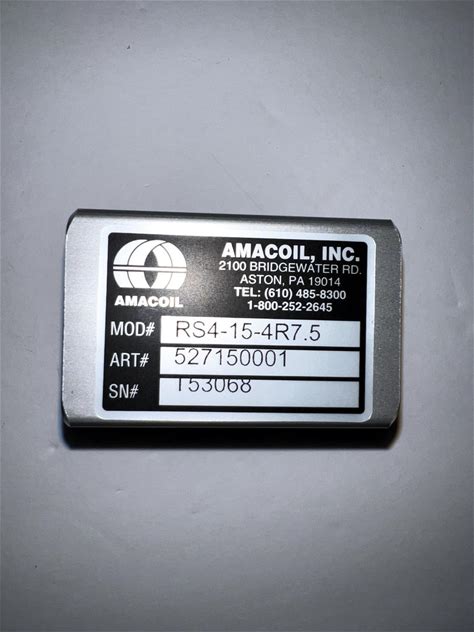 AMACOIL, INC.
2100 BRIDGEWATER RD.
ASTON, PA 19014
TEL: (610) 485-8300
1-800-252-2645
AMACOIL
MOD# RS4-15-4R7.5
ART# 527150001
SN# T53068